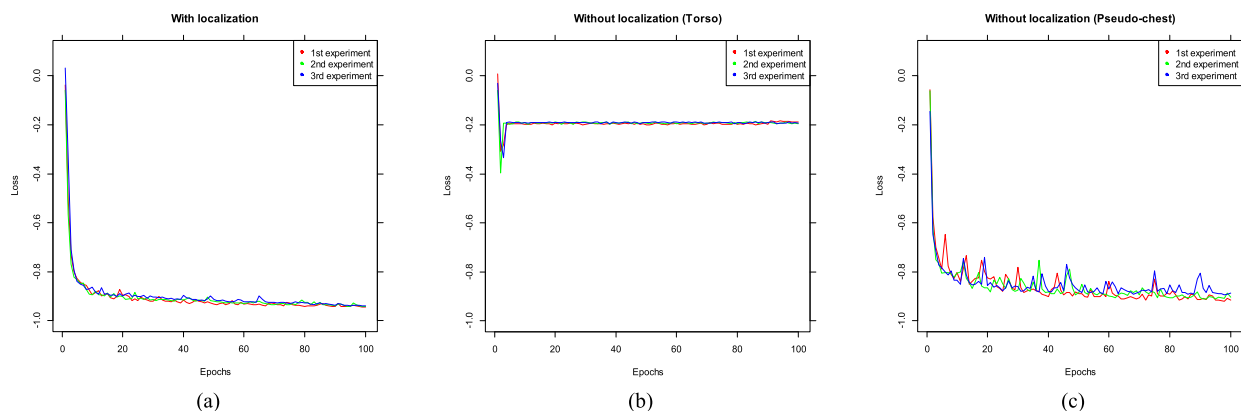 With localization
1st experiment
2nd experiment
3rd experiment
0.0
-0.2
-0.4
-0.6
-0.8
-1.0
Loss
0 20 40 60 80 100
Epochs
(a)
Without localization (Torso)
1st experiment
2nd experiment
3rd experiment
0.0
-0.2
-0.4
-0.6
-0.8
-1.0
Loss
0 20 40 60 80 100
Epochs
(b)
Without localization (Pseudo-chest)
1st experiment
2nd experiment
3rd experiment
0.0
-0.2
-0.4
-0.6
-0.8
-1.0
Loss
0 20 40 60 80 100
Epochs
(c)